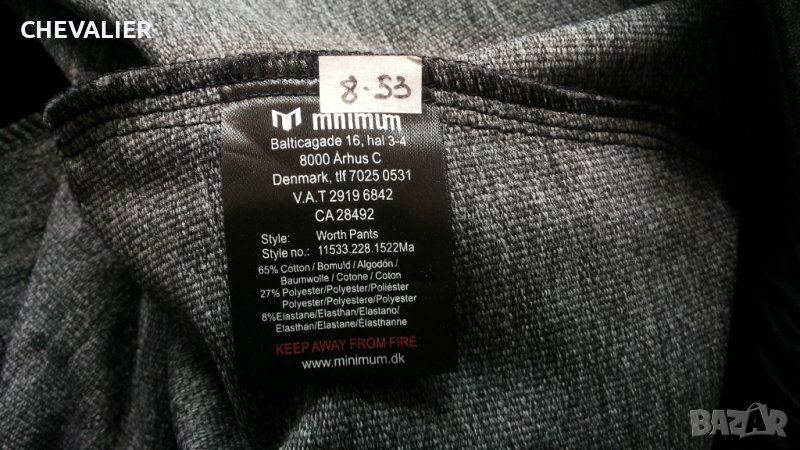 CHEVALIER
8-53
minimum
Balticagade 16, hal 3-4
8000 Århus C
Denmark, tlf 7025 0531
V.A.T 2919 6842
CA 28492
Style: Worth Pants
Style no.: 11533.228.1522Ma
65% Cotton / Bomuld / Algodón /
Baumwolle / Cotone / Coton
27% Polyester/Polyester/Poliéster
Polyester/Polyestere/Polyester
8%Elastane/Elasthan/Elastano/
Elasthan/Elastane/Élasthanne
KEEP AWAY FROM FIRE
www.minimum.dk
BAZAR